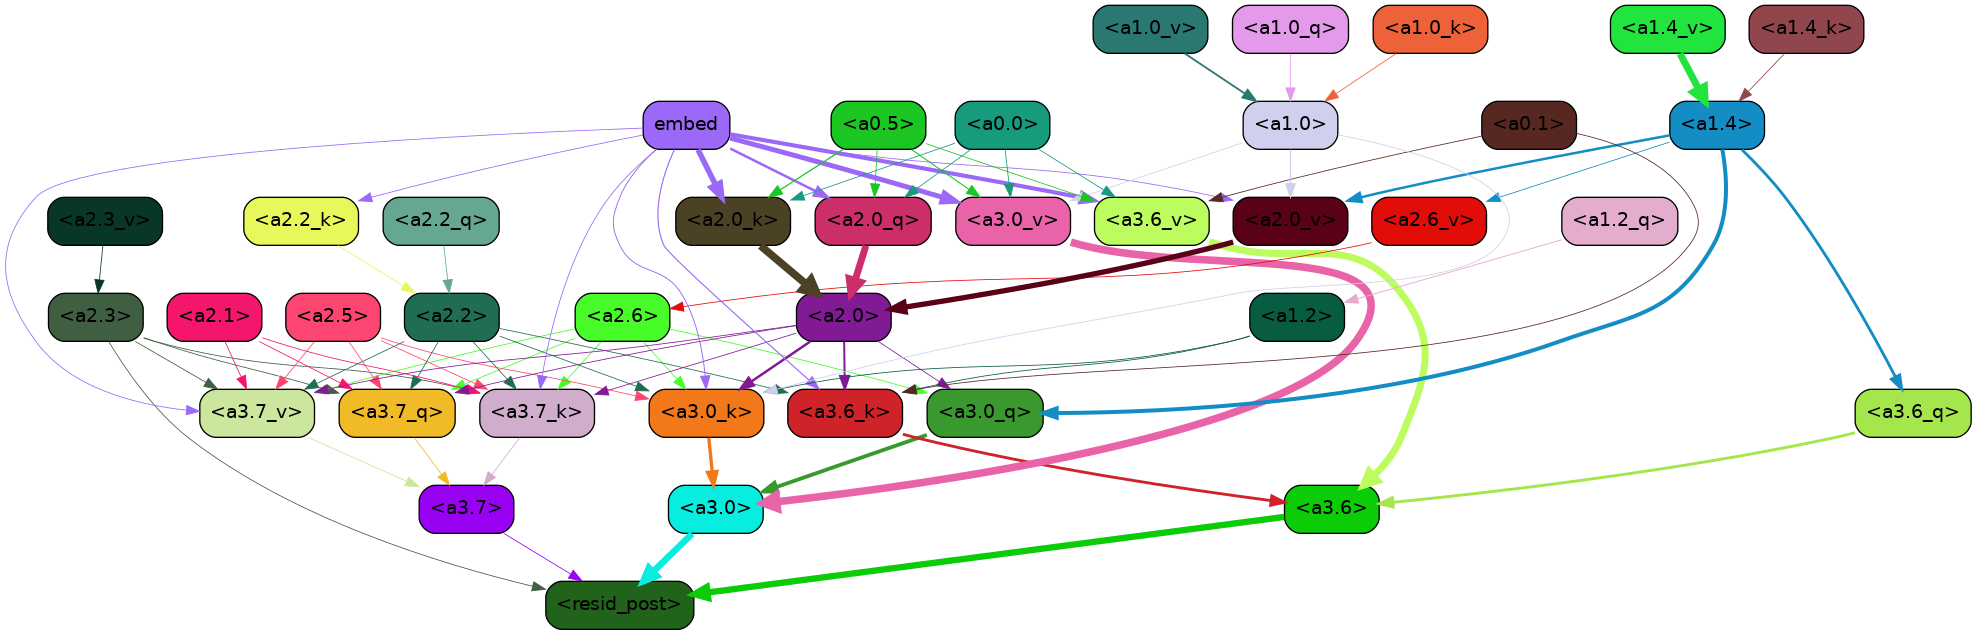 <a1.0_v>
<a1.0_q>
<a1.0_k>
<a1.4_v>
<a1.4_k>
embed
<a0.5>
<a0.0>
<a1.0>
<a0.1>
<a1.4>
<a2.3_v>
<a2.2_k>
<a2.2_q>
<a2.0_k>
<a2.0_q>
<a3.0_v>
<a3.6_v>
<a2.0_v>
<a2.6_v>
<a1.2_q>
<a2.3>
<a2.1>
<a2.5>
<a2.2>
<a2.6>
<a2.0>
<a1.2>
<a3.7_v>
<a3.7_q>
<a3.7_k>
<a3.0_k>
<a3.6_k>
<a3.0_q>
<a3.6_q>
<a3.7>
<a3.0>
<a3.6>
<resid_post>